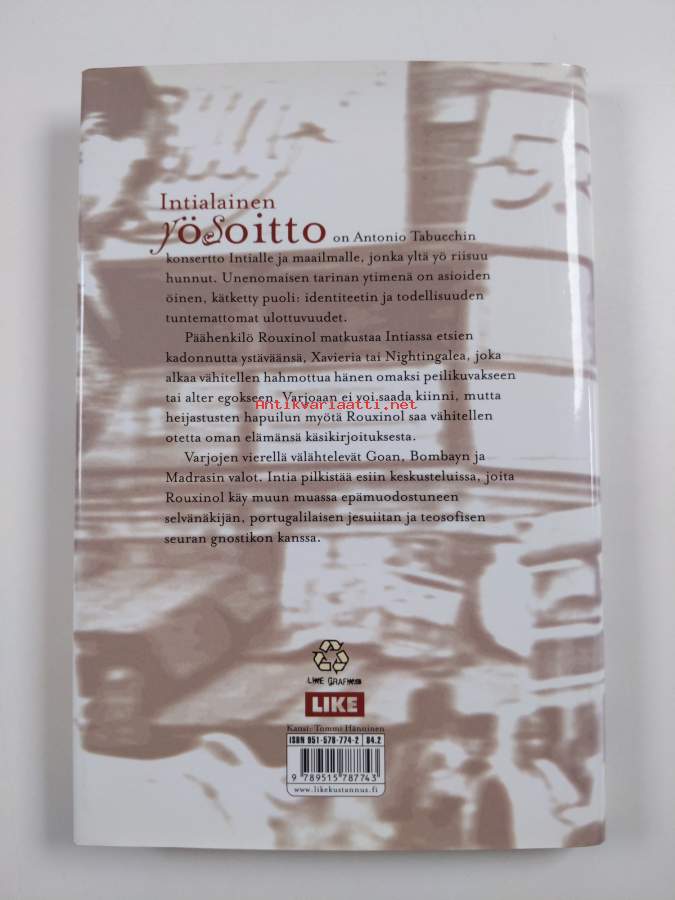 Intialainen
yösoitto on Antonio Tabucchin
konsertto Intialle ja maailmalle, jonka yltä yö riisuu
hunnut. Unenomaisen tarinan ytimenä on asioiden
öinen, kätketty puoli: identiteetin ja todellisuuden
tuntemattomat ulottuvuudet.
Päähenkilö Rouxinol matkustaa Intiassa etsien
kadonnutta ystäväänsä, Xavieria tai Nightingalea, joka
alkaa vähitellen hahmottua hänen omaksi peilikuvakseen
tai alter egokseen. Varjoaan ei voi saada kiinni, mutta
Antikvariaatti.net
heijastusten hapuilun myötä Rouxinol saa vähitellen
otetta oman elämänsä käsikirjoituksesta.
Varjojen vierellä välähtelevät Goan, Bombayn ja
Madrasin valot. Intia pilkistää esiin keskusteluissa, joita
Rouxinol käy muun muassa epämuodostuneen
selvänäkijän, portugalilaisen jesuiitan ja teosofisen
seuran gnostikon kanssa.
53
LIKE GRAFIIKKA
LIKE
Kansi: Tommi Hänninen
ISBN 951-578-774-2 84.2
9 789515 787743
www.likekustannus.fi